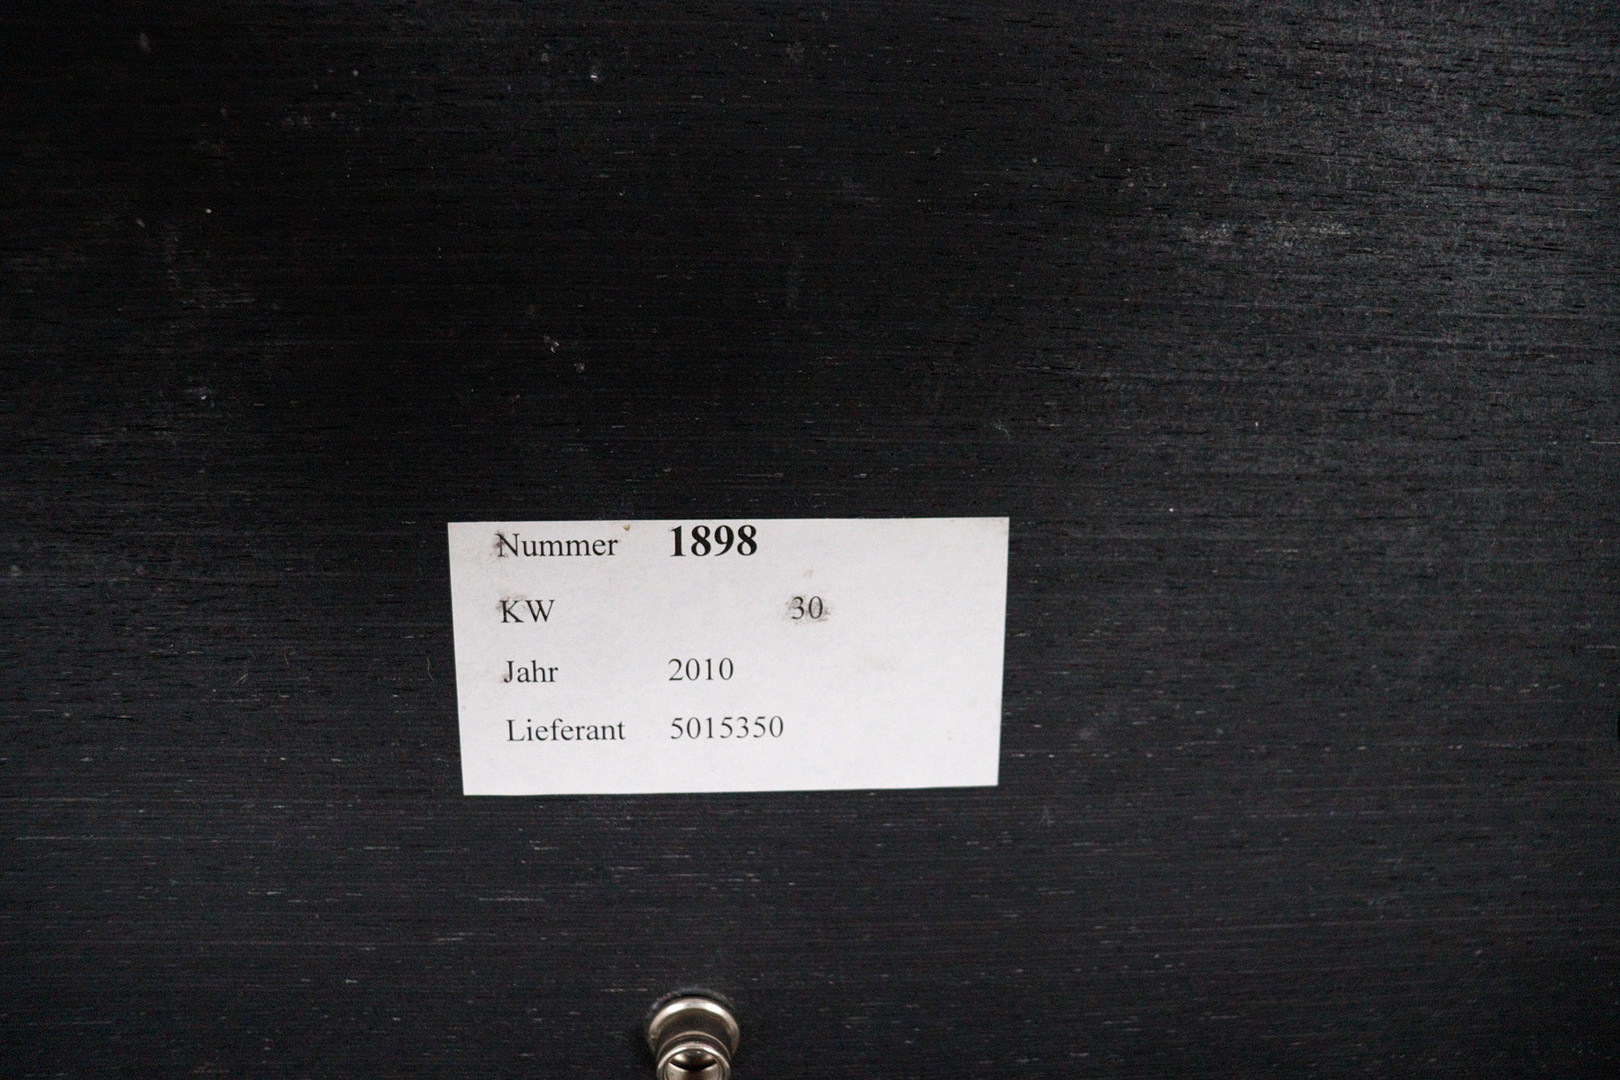 Nummer 1898
KW 30
Jahr 2010
Lieferant 5015350